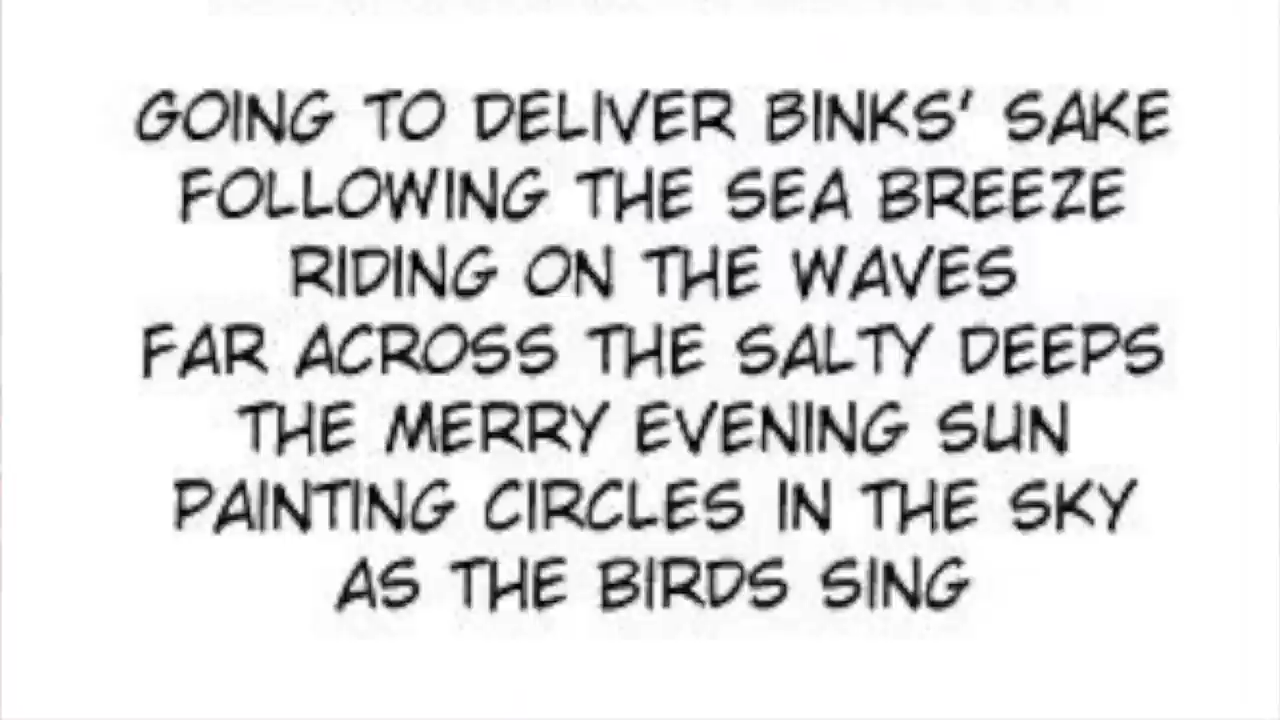 GOING TO DELIVER BINKS' SAKE
FOLLOWING THE SEA BREEZE
RIDING ON THE WAVES
FAR ACROSS THE SALTY DEEPS
THE MERRY EVENING SUN
PAINTING CIRCLES IN THE SKY
AS THE BIRDS SING